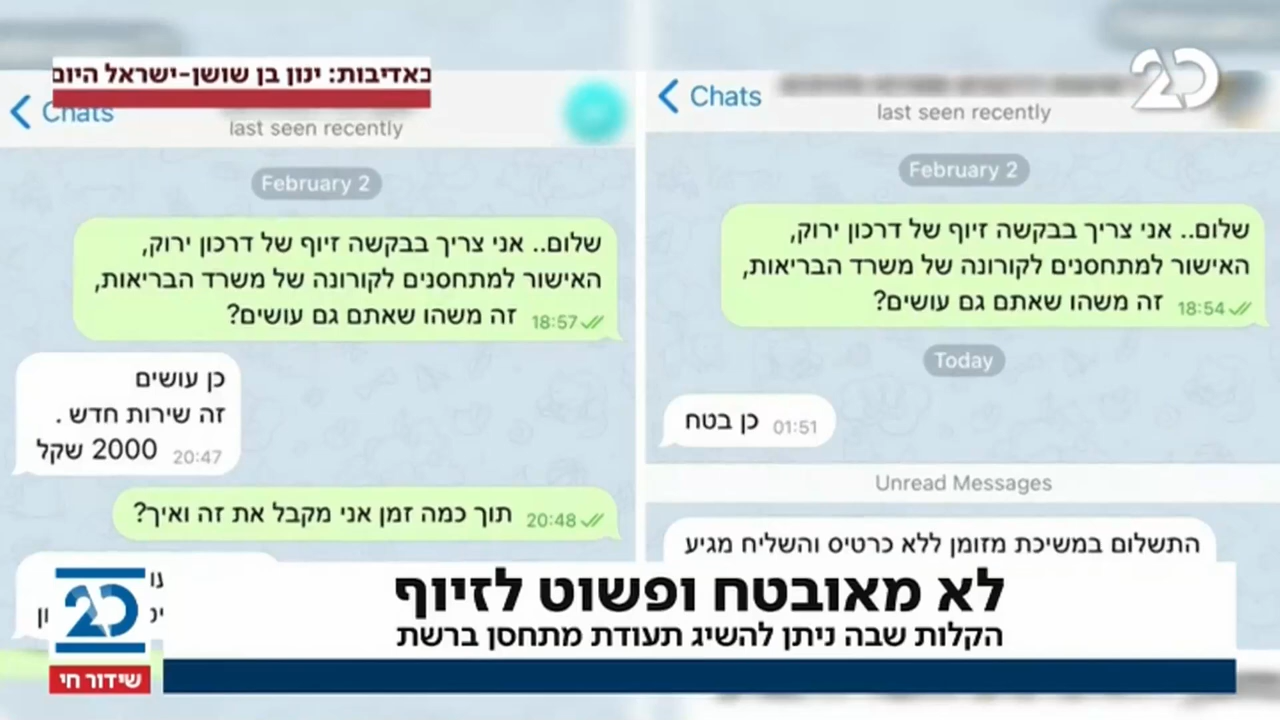 באדיבות: ינון בן שושן-ישראל היום
20
Chats
last seen recently
February 2
שלום.. אני צריך בבקשה זיוף של דרכון ירוק,
האישור למתחסנים לקורונה של משרד הבריאות,
זה משהו שאתם גם עושים?
18:57
כן עושים
זה שירות חדש .
2000 שקל
20:47
תוך כמה זמן אני מקבל את זה ואיך?
20:48
Chats
last seen recently
February 2
שלום.. אני צריך בבקשה זיוף של דרכון ירוק,
האישור למתחסנים לקורונה של משרד הבריאות,
זה משהו שאתם גם עושים?
18:54
Today
כן בטח
01:51
Unread Messages
התשלום במשיכת מזומן ללא כרטיס והשליח מגיע
לא מאובטח ופשוט לזיוף
הקלות שבה ניתן להשיג תעודת מתחסן ברשת
20
שידור חי